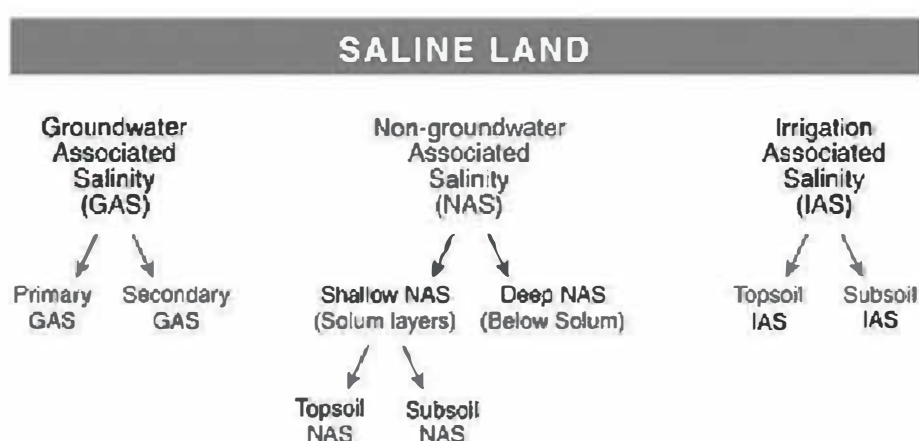 SALINE LAND
Groundwater
Associated
Salinity
(GAS)
Non-groundwater
Associated
Salinity
(NAS)
Irrigation
Associated
Salinity
(IAS)
Primary
GAS
Secondary
GAS
Shallow NAS
(Solum layers)
Deep NAS
(Below Solum)
Topsoil
IAS
Subsoil
IAS
Topsoil
NAS
Subsoil
NAS